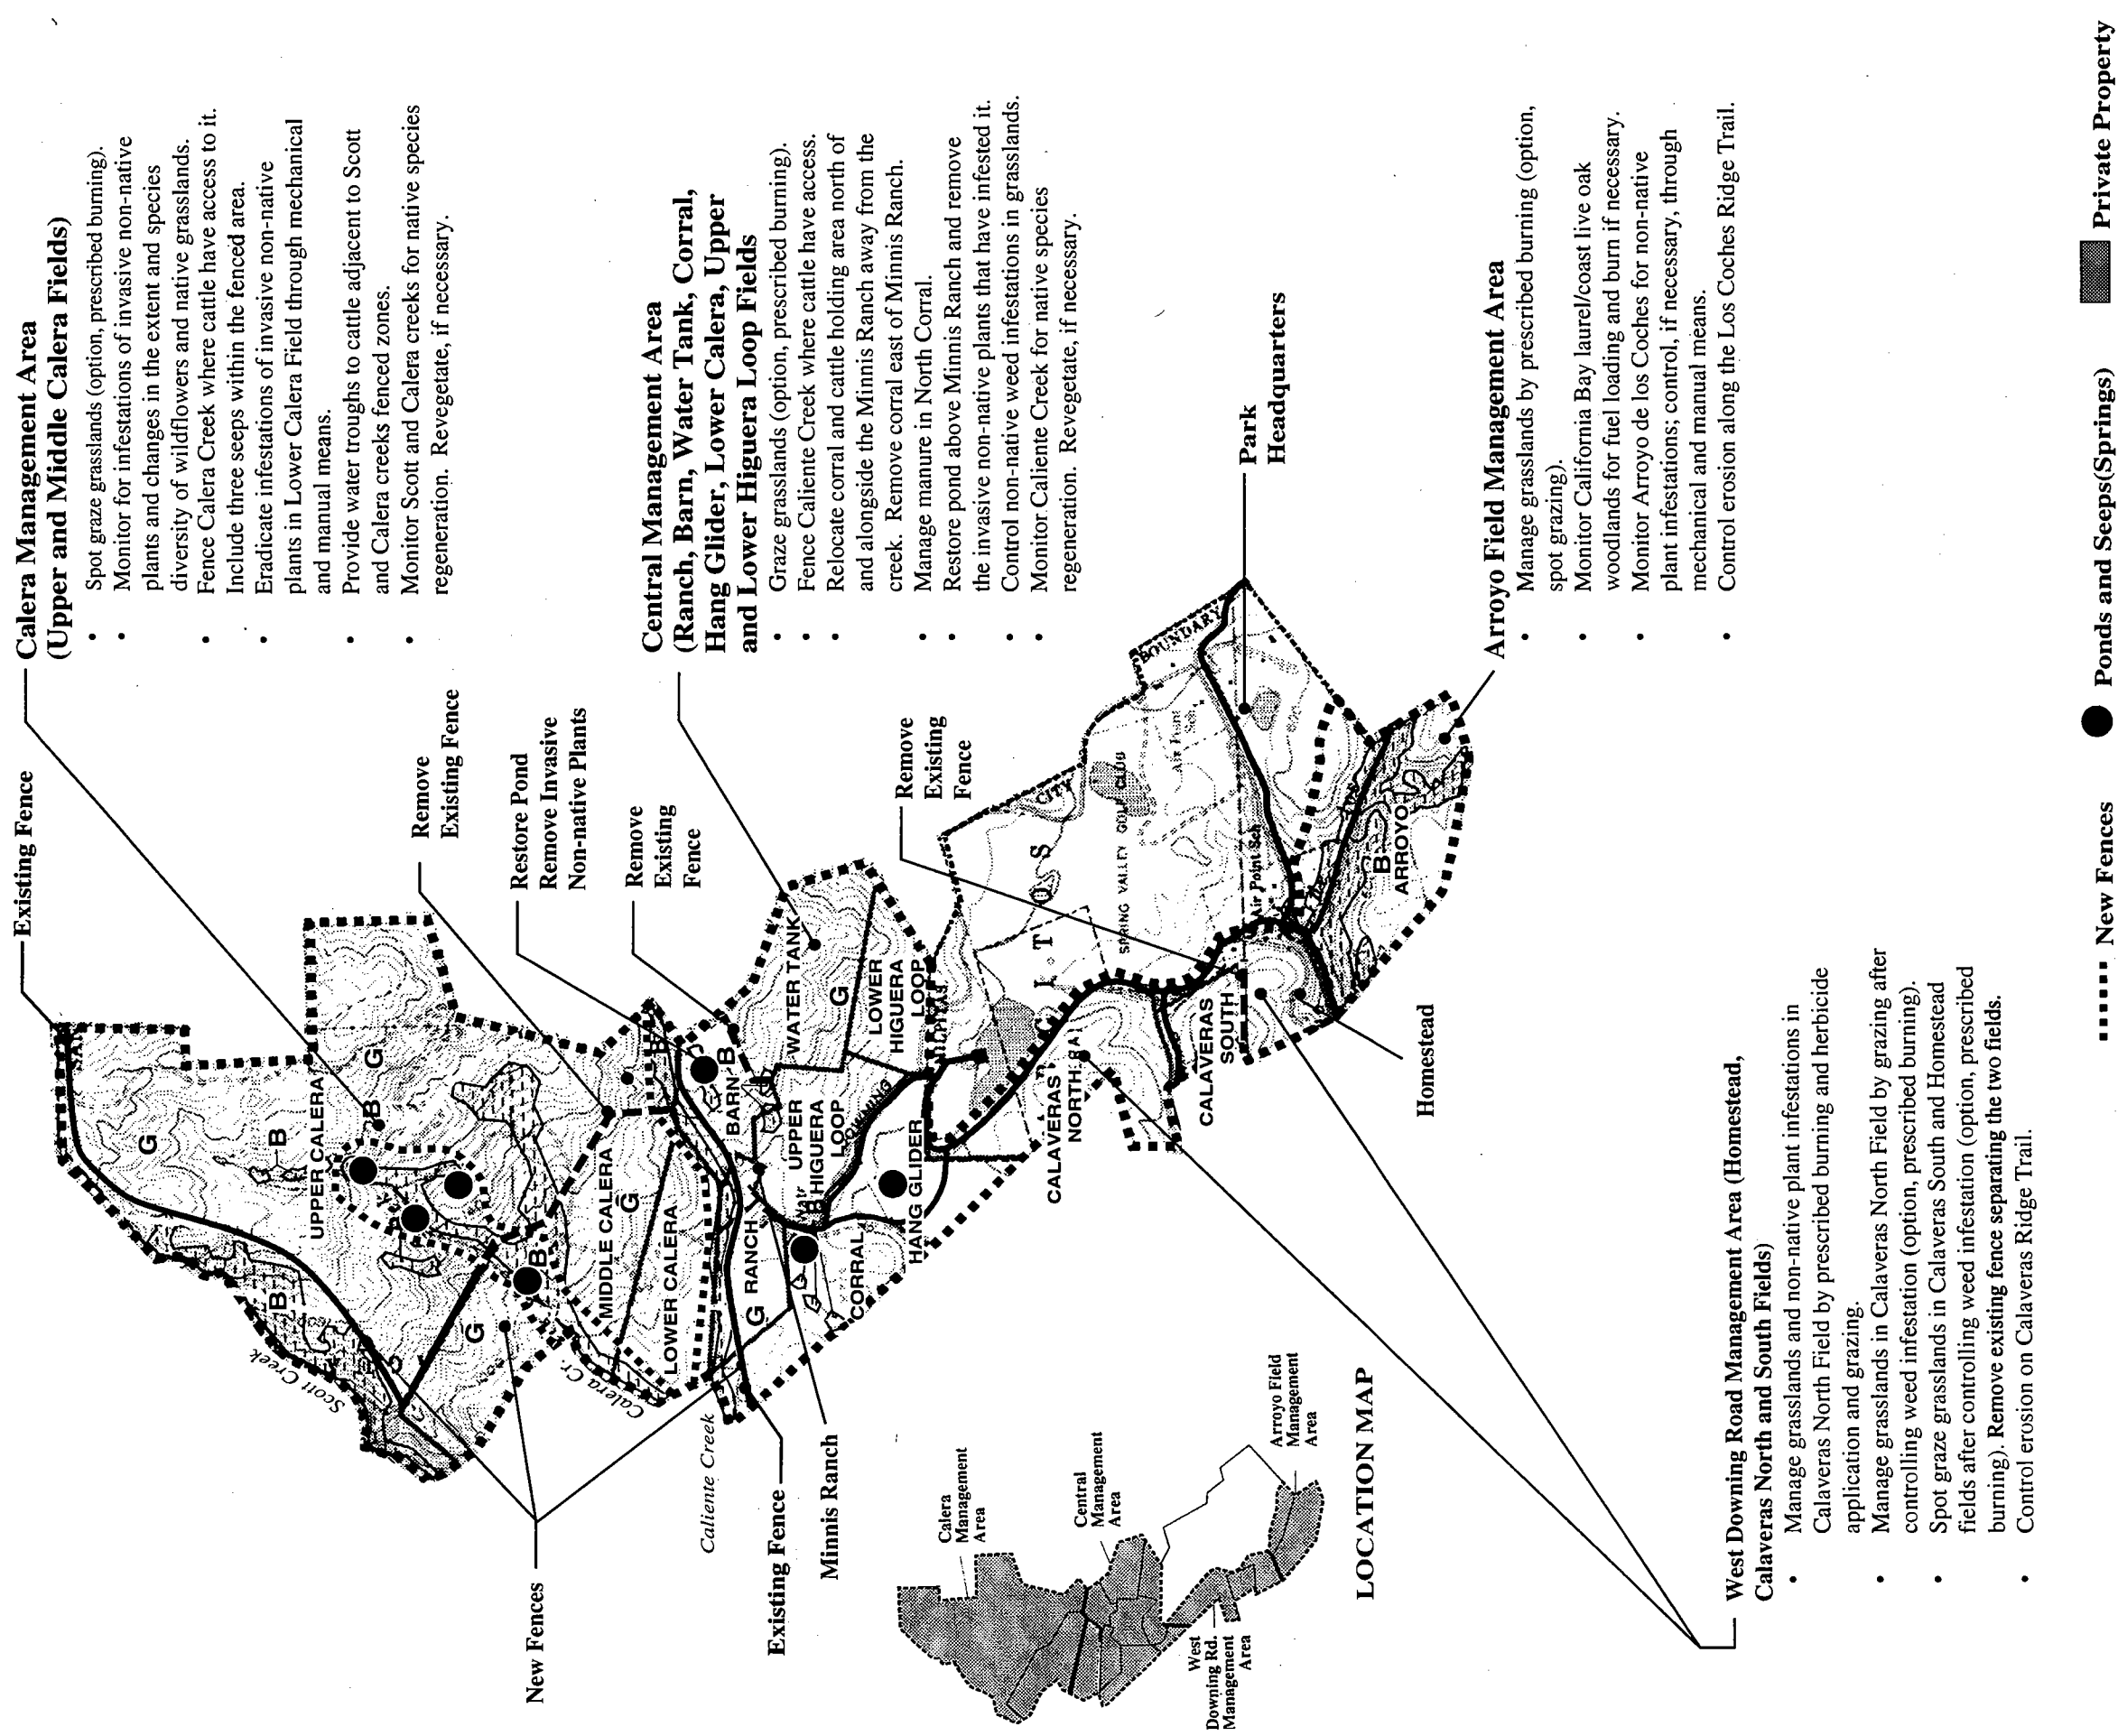 Existing Fence
Calera Management Area
(Upper and Middle Calera Fields)
• Spot graze grasslands (option, prescribed burning).
• Monitor for infestations of invasive non-native
plants and changes in the extent and species
diversity of wildflowers and native grasslands.
• Fence Calera Creek where cattle have access to it.
Include three seeps within the fenced area.
• Eradicate infestations of invasive non-native
plants in Lower Calera Field through mechanical
and manual means.
• Provide water troughs to cattle adjacent to Scott
and Calera creeks fenced zones.
• Monitor Scott and Calera creeks for native species
regeneration. Revegetate, if necessary.
Remove
Existing Fence
Restore Pond
Remove Invasive
Non-native Plants
Remove
Existing
Fence
Central Management Area
(Ranch, Barn, Water Tank, Corral,
Hang Glider, Lower Calera, Upper
and Lower Higuera Loop Fields
• Graze grasslands (option, prescribed burning).
• Fence Caliente Creek where cattle have access.
• Relocate corral and cattle holding area north of
and alongside the Minnis Ranch away from the
creek. Remove corral east of Minnis Ranch.
• Manage manure in North Corral.
• Restore pond above Minnis Ranch and remove
the invasive non-native plants that have infested it.
• Control non-native weed infestations in grasslands.
• Monitor Caliente Creek for native species
regeneration. Revegetate, if necessary.
Remove
Existing
Fence
Park
Headquarters
Arroyo Field Management Area
• Manage grasslands by prescribed burning (option,
spot grazing).
• Monitor California Bay laurel/coast live oak
woodlands for fuel loading and burn if necessary.
• Monitor Arroyo de los Coches for non-native
plant infestations; control, if necessary, through
mechanical and manual means.
• Control erosion along the Los Coches Ridge Trail.
G
B
UPPER CALERA
B
G
B
Scott Creek
G
B
MIDDLE CALERA
G
LOWER CALERA
Calera Cr.
Caliente Creek
BARN
B
RANCH
G
WATER TANK
G
UPPER
HIGUERA
LOOP
LOWER
HIGUERA
LOOP
B
CORRAL
HANG GLIDER
DOWNING
MILPITAS
CALAVERAS
NORTH
CALAVERAS
SOUTH
CITY
BOUNDARY
SPRING VALLEY GOLF CLUB
Air Point Sch
B
ARROYO
New Fences
Existing Fence
Minnis Ranch
Homestead
Calera
Management
Area
Central
Management
Area
Arroyo Field
Management
Area
West
Downing Rd.
Management
Area
LOCATION MAP
West Downing Road Management Area (Homestead,
Calaveras North and South Fields)
• Manage grasslands and non-native plant infestations in
Calaveras North Field by prescribed burning and herbicide
application and grazing.
• Manage grasslands in Calaveras North Field by grazing after
controlling weed infestation (option, prescribed burning).
• Spot graze grasslands in Calaveras South and Homestead
fields after controlling weed infestation (option, prescribed
burning). Remove existing fence separating the two fields.
• Control erosion on Calaveras Ridge Trail.
New Fences
Ponds and Seeps(Springs)
Private Property